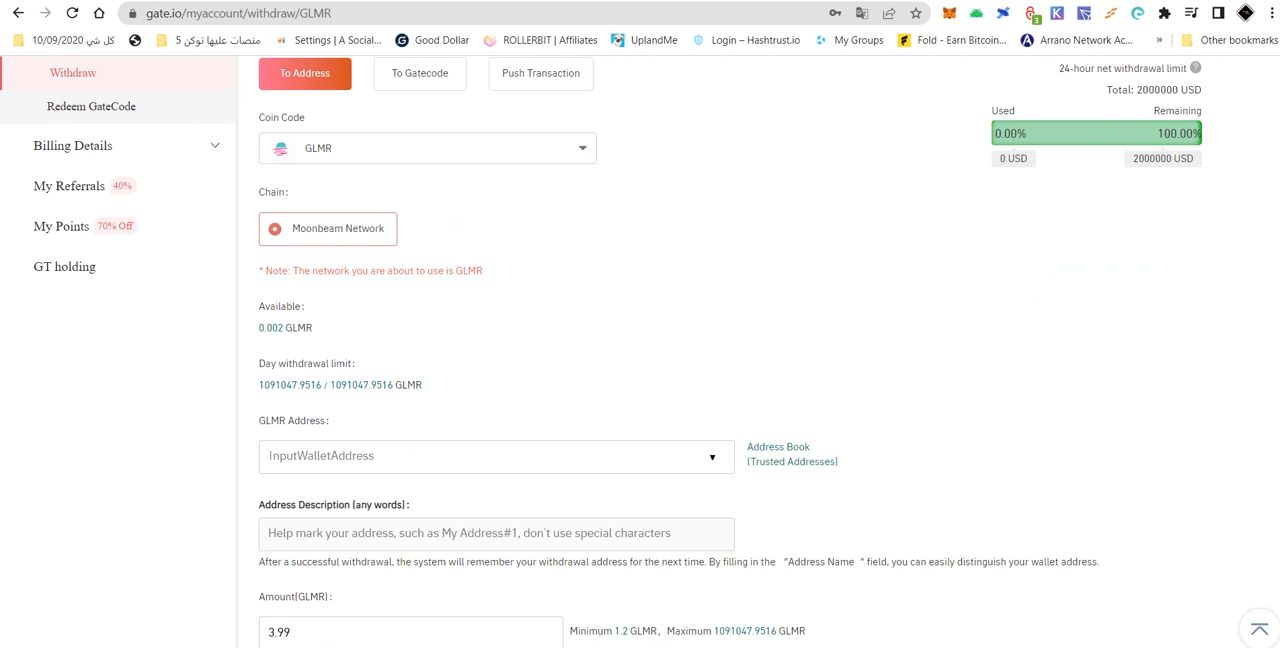 gate.io/myaccount/withdraw/GLMR
3
كل شي 10/09/2020
منصات عليها توكن 5
Settings | A Social...
Good Dollar
ROLLERBIT | Affiliates
UplandMe
Login – Hashtrust.io
My Groups
Fold - Earn Bitcoin...
Arrano Network Ac...
»
Other bookmarks
Withdraw
Redeem GateCode
Billing Details
My Referrals 40%
My Points 70% Off
GT holding
To Address
To Gatecode
Push Transaction
Coin Code
GLMR
Chain:
Moonbeam Network
* Note: The network you are about to use is GLMR
Available:
0.002 GLMR
Day withdrawal limit:
1091047.9516 / 1091047.9516 GLMR
GLMR Address:
InputWalletAddress
Address Book
(Trusted Addresses)
Address Description (any words):
Help mark your address, such as My Address#1, don't use special characters
After a successful withdrawal, the system will remember your withdrawal address for the next time. By filling in the "Address Name " field, you can easily distinguish your wallet address.
Amount(GLMR):
3.99
Minimum 1.2 GLMR, Maximum 1091047.9516 GLMR
24-hour net withdrawal limit ?
Total: 2000000 USD
Used Remaining
0.00% 100.00%
0 USD 2000000 USD